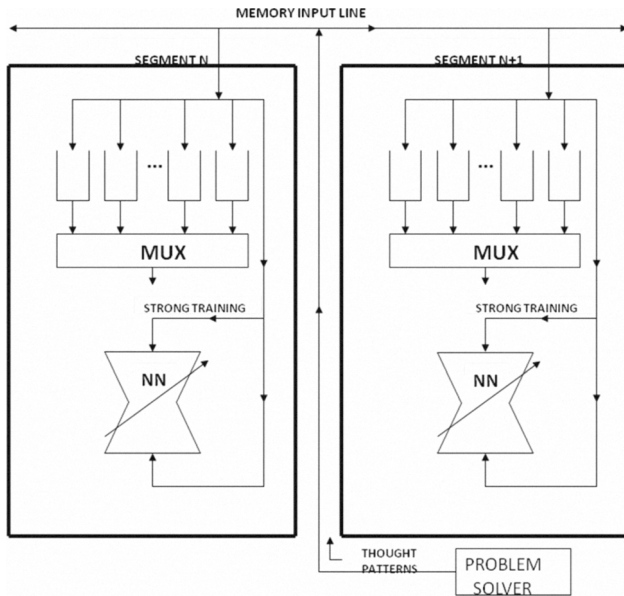 MEMORY INPUT LINE
SEGMENT N
SEGMENT N+1
...
...
MUX
MUX
STRONG TRAINING
STRONG TRAINING
NN
NN
THOUGHT
PATTERNS
PROBLEM
SOLVER